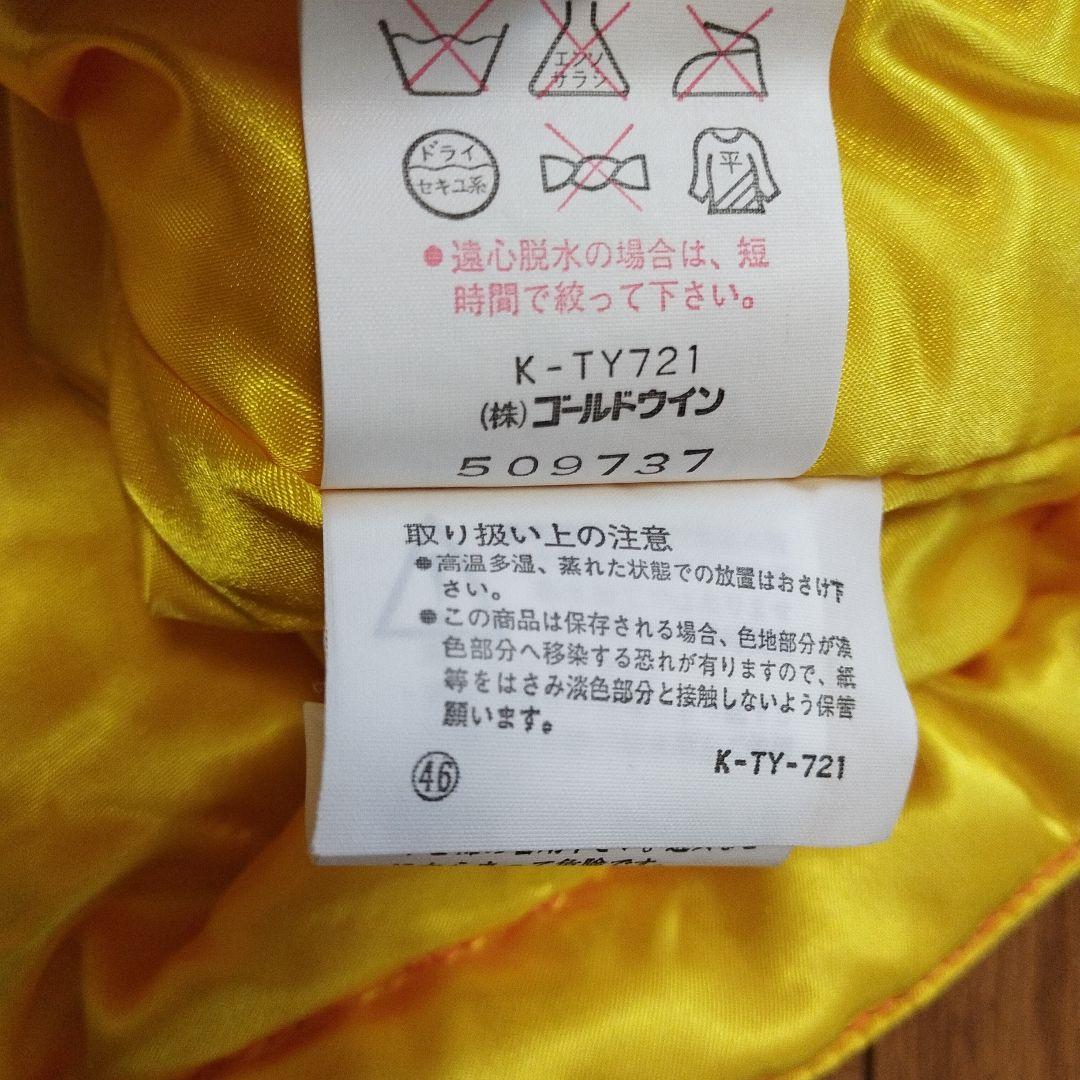 エンソ
サラシ
ドライ
セキユ系
平
●遠心脱水の場合は、短
時間で絞って下さい。
K-TY721
(株)ゴールドウイン
509737
取り扱い上の注意
●高温多湿、蒸れた状態での放置はおさけ下
さい。
●この商品は保存される場合、色地部分が淡
色部分へ移染する恐れが有りますので、紙
等をはさみ淡色部分と接触しないよう保管
願います。
46
K-TY-721